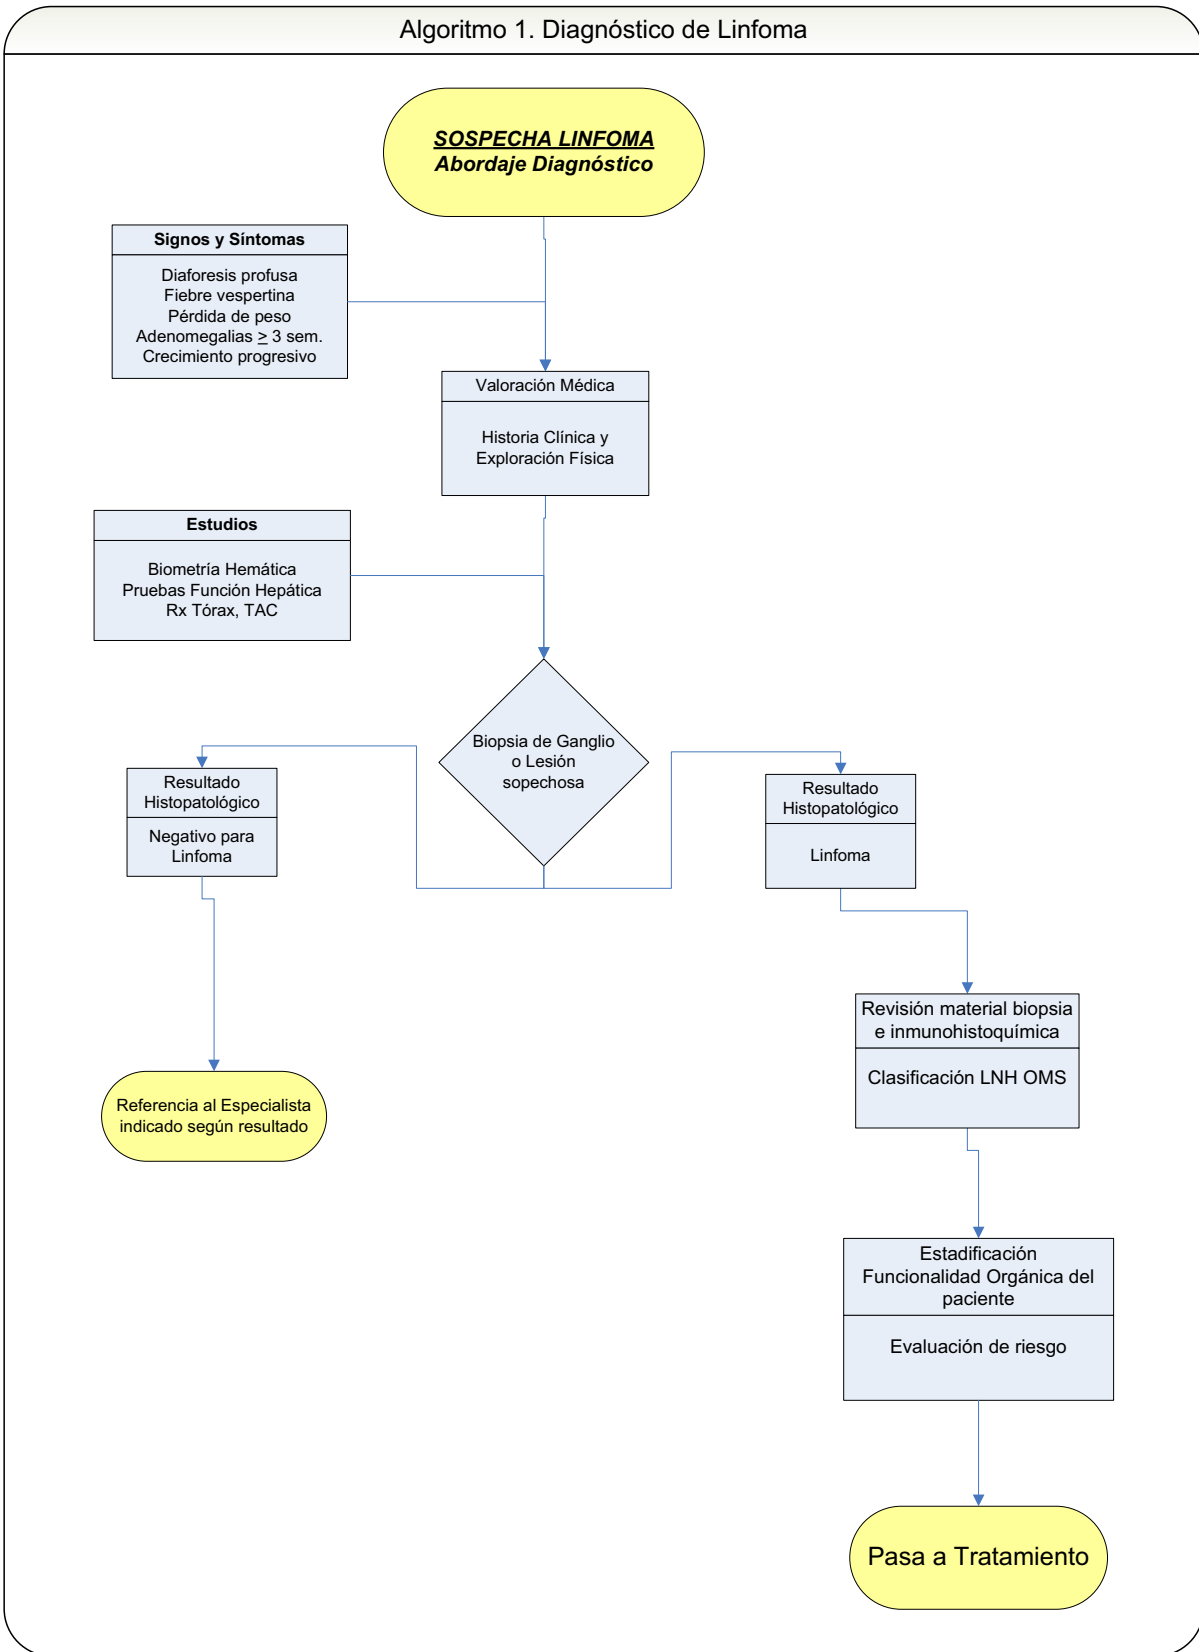 Algoritmo 1. Diagnóstico de Linfoma
SOSPECHA LINFOMA
Abordaje Diagnóstico
Signos y Síntomas
Diaforesis profusa
Fiebre vespertina
Pérdida de peso
Adenomegalias ≥ 3 sem.
Crecimiento progresivo
Valoración Médica
Historia Clínica y
Exploración Física
Estudios
Biometría Hemática
Pruebas Función Hepática
Rx Tórax, TAC
Biopsia de Ganglio
o Lesión
sopechosa
Resultado
Histopatológico
Negativo para
Linfoma
Resultado
Histopatológico
Linfoma
Referencia al Especialista
indicado según resultado
Revisión material biopsia
e inmunohistoquímica
Clasificación LNH OMS
Estadificación
Funcionalidad Orgánica del
paciente
Evaluación de riesgo
Pasa a Tratamiento